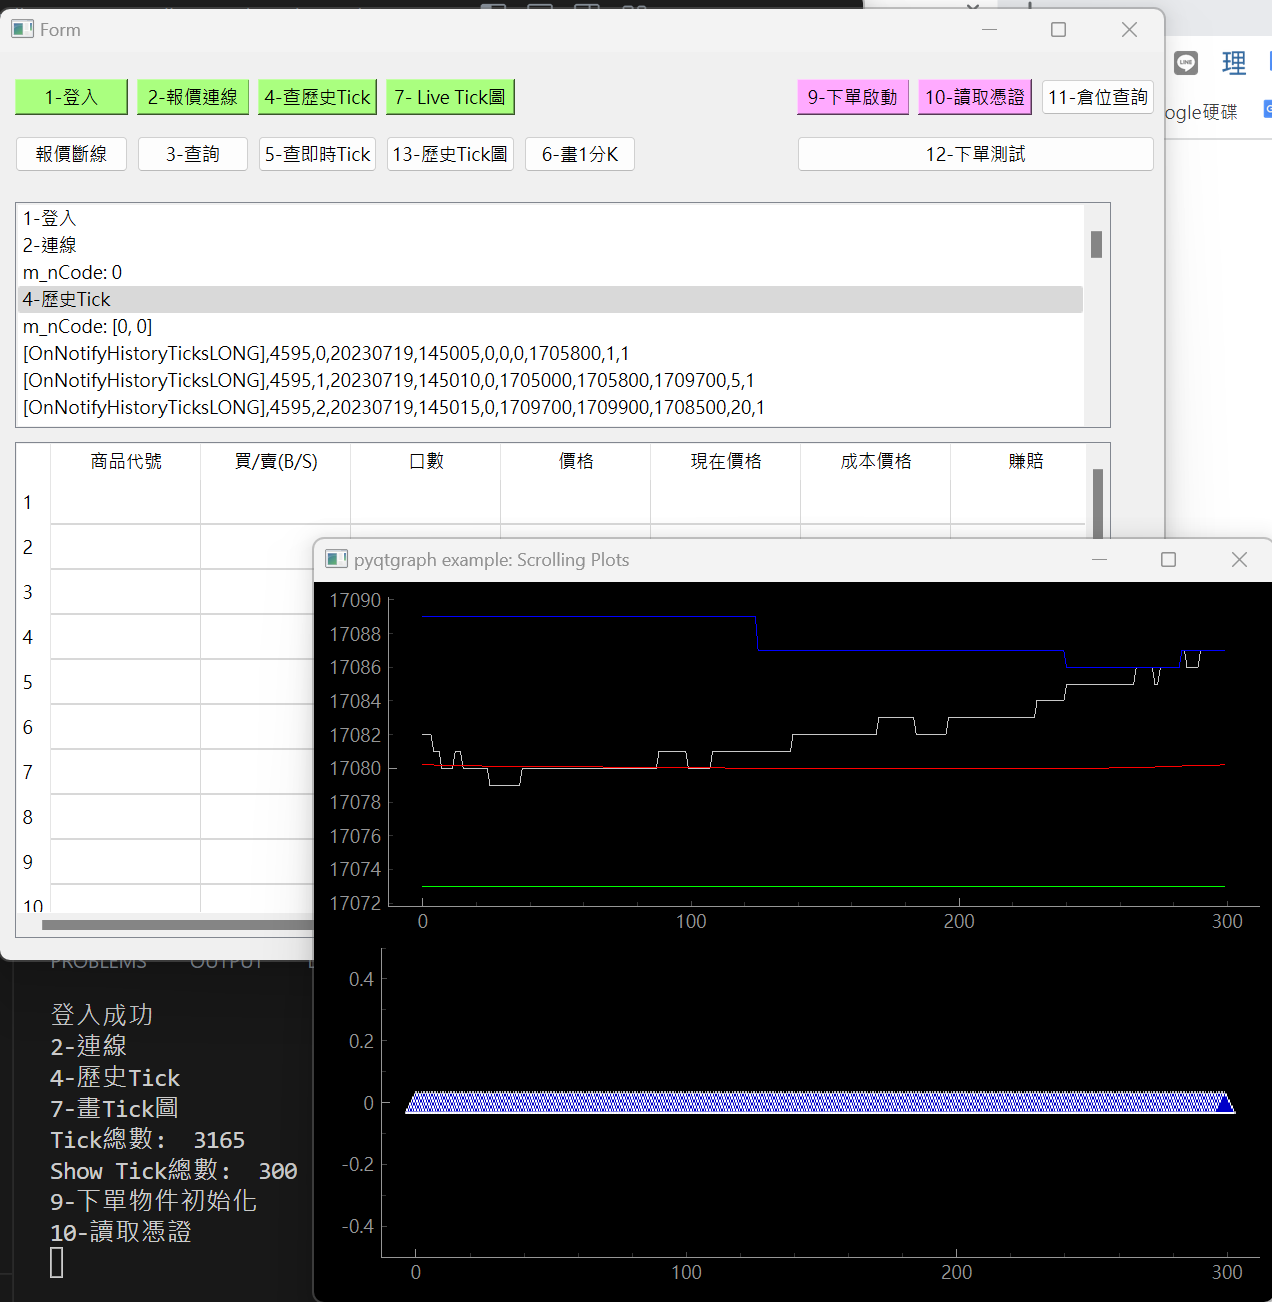 Form
理
ogle硬碟
1-登入 2-報價連線 4-查歷史Tick 7- Live Tick圖 9-下單啟動 10-讀取憑證 11-倉位查詢
報價斷線 3-查詢 5-查即時Tick 13-歷史Tick圖 6-畫1分K 12-下單測試
1-登入
2-連線
m_nCode: 0
4-歷史Tick
m_nCode: [0, 0]
[OnNotifyHistoryTicksLONG],4595,0,20230719,145005,0,0,0,1705800,1,1
[OnNotifyHistoryTicksLONG],4595,1,20230719,145010,0,1705000,1705800,1709700,5,1
[OnNotifyHistoryTicksLONG],4595,2,20230719,145015,0,1709700,1709900,1708500,20,1
商品代號 買/賣(B/S) 口數 價格 現在價格 成本價格 賺賠
1
2
3
4
5
6
7
8
9
10
pyqtgraph example: Scrolling Plots
17090
17088
17086
17084
17082
17080
17078
17076
17074
17072
0 100 200 300
0.4
0.2
0
-0.2
-0.4
0 100 200 300
PROBLEMS OUTPUT
登入成功
2-連線
4-歷史Tick
7-畫Tick圖
Tick總數: 3165
Show Tick總數: 300
9-下單物件初始化
10-讀取憑證